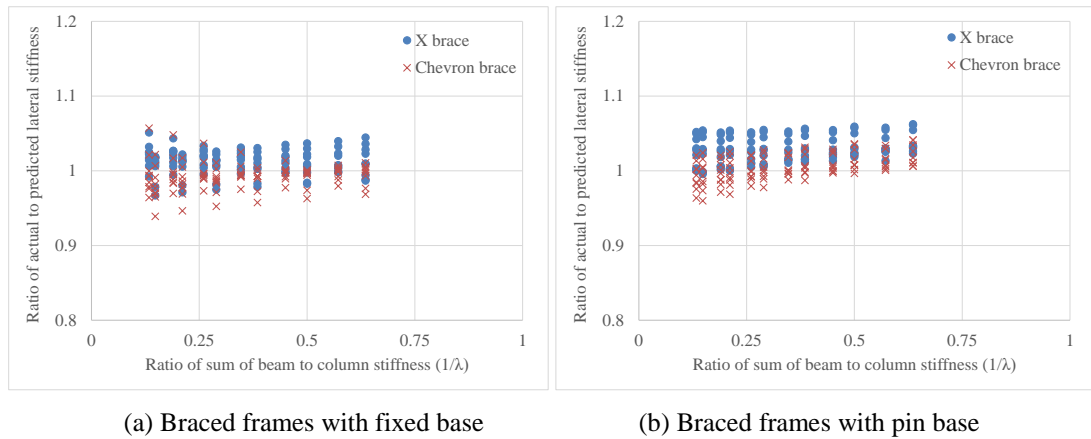 1.2
1.1
1
0.9
0.8
Ratio of actual to predicted lateral stiffness
X brace
Chevron brace
0
0.25
0.5
0.75
1
Ratio of sum of beam to column stiffness (1/λ)
(a) Braced frames with fixed base
1.2
1.1
1
0.9
0.8
Ratio of actual to predicted lateral stiffness
X brace
Chevron brace
0
0.25
0.5
0.75
1
Ratio of sum of beam to column stiffness (1/λ)
(b) Braced frames with pin base